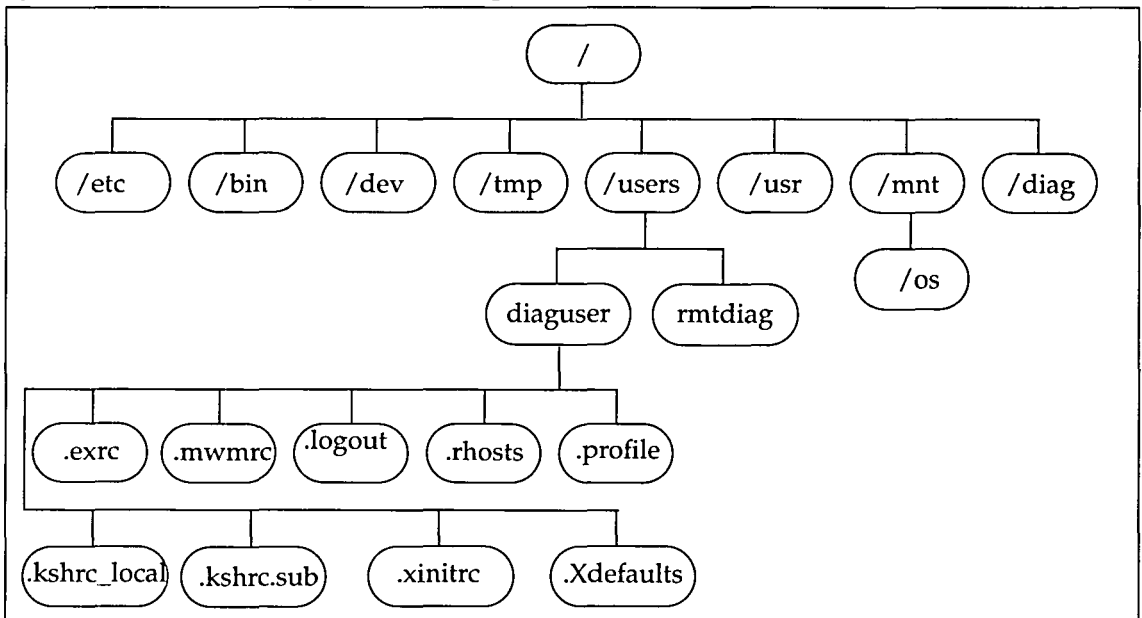 /
/etc /bin /dev /tmp /users /usr /mnt /diag
/os
diaguser rmtdiag
.exrc .mwmrc .logout .rhosts .profile
.kshrc_local .kshrc.sub .xinitrc .Xdefaults